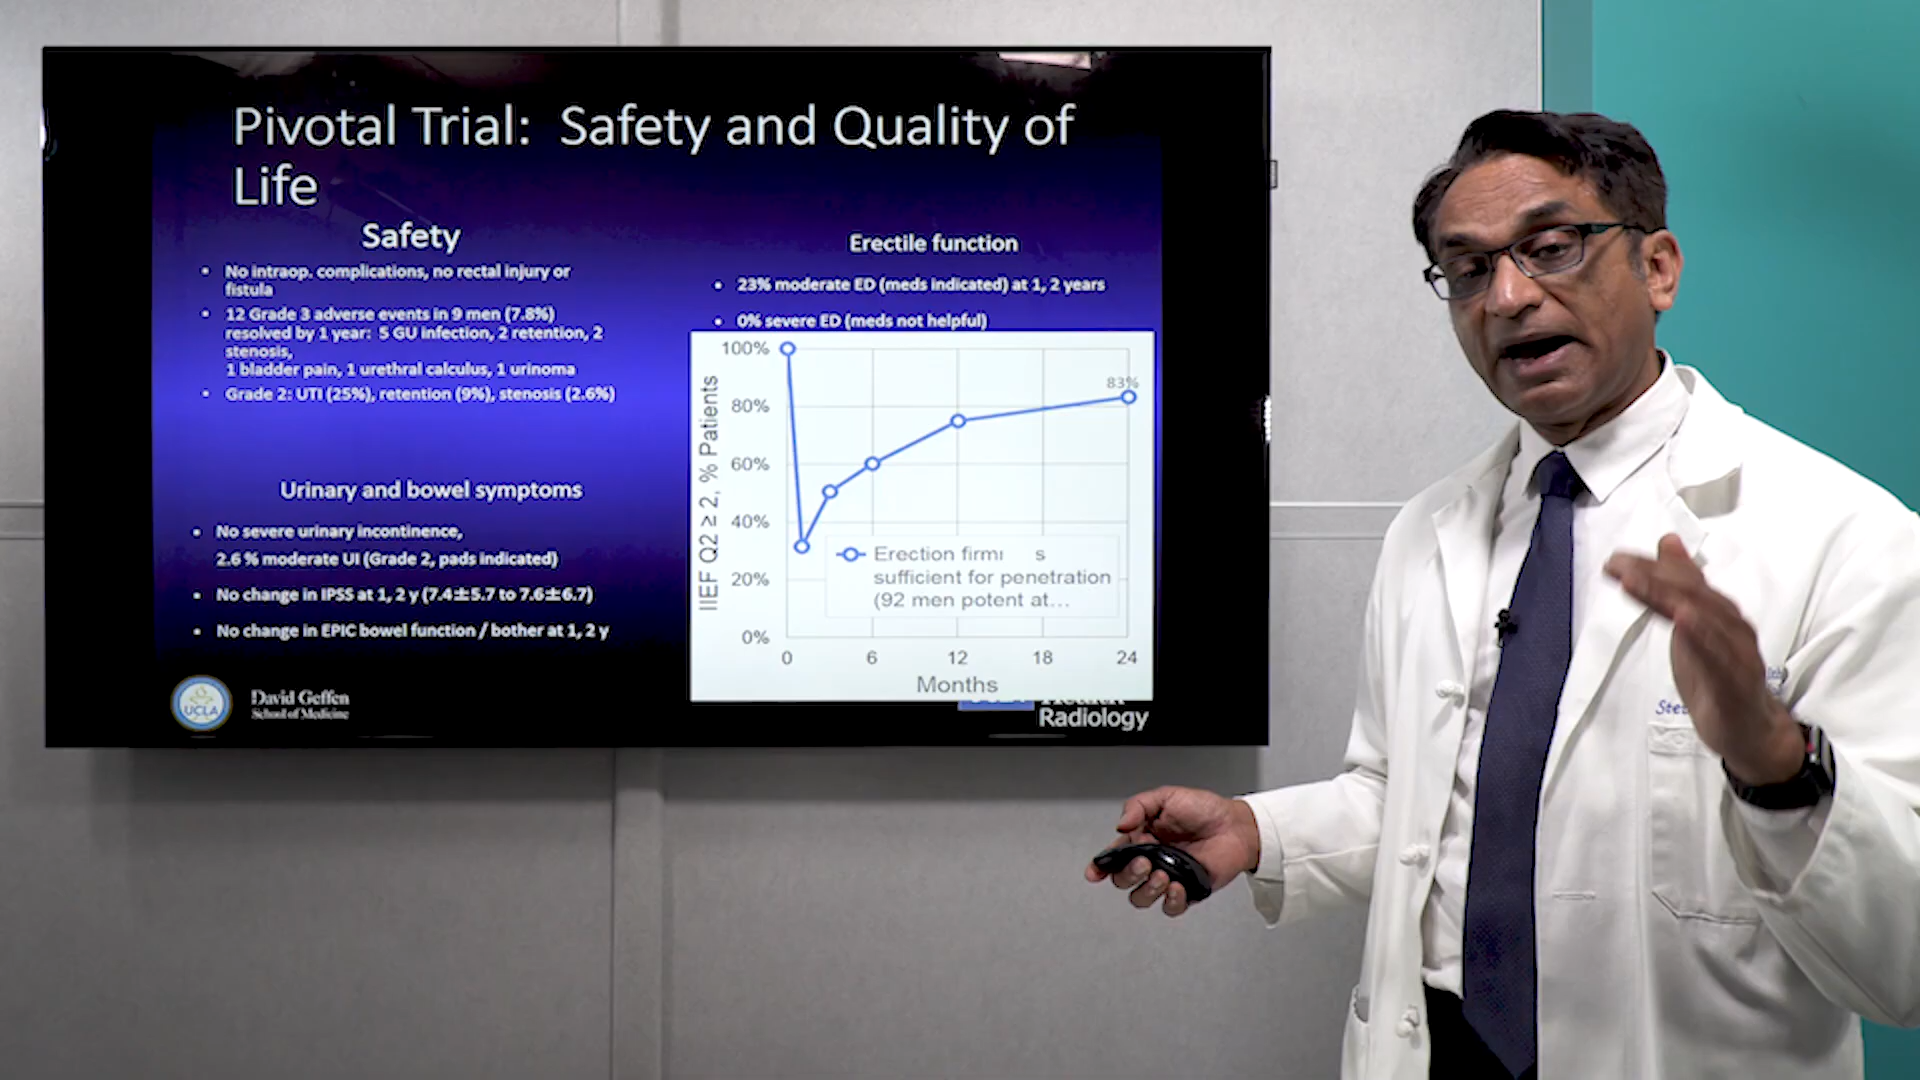 Pivotal Trial: Safety and Quality of
Life
Safety
• No intraop. complications, no rectal injury or
fistula
• 12 Grade 3 adverse events in 9 men (7.8%)
resolved by 1 year: 5 GU infection, 2 retention, 2
stenosis,
1 bladder pain, 1 urethral calculus, 1 urinoma
• Grade 2: UTI (25%), retention (9%), stenosis (2.6%)
Urinary and bowel symptoms
• No severe urinary incontinence,
2.6 % moderate UI (Grade 2, pads indicated)
• No change in IPSS at 1, 2 y (7.4±5.7 to 7.6±6.7)
• No change in EPIC bowel function / bother at 1, 2 y
Erectile function
• 23% moderate ED (meds indicated) at 1, 2 years
• 0% severe ED (meds not helpful)
IIEF Q2 ≥ 2, % Patients
100%
80%
60%
40%
20%
0%
83%
Erection firm s
sufficient for penetration
(92 men potent at...
0 6 12 18 24
Months
UCLA
David Geffen
School of Medicine
Health
Radiology